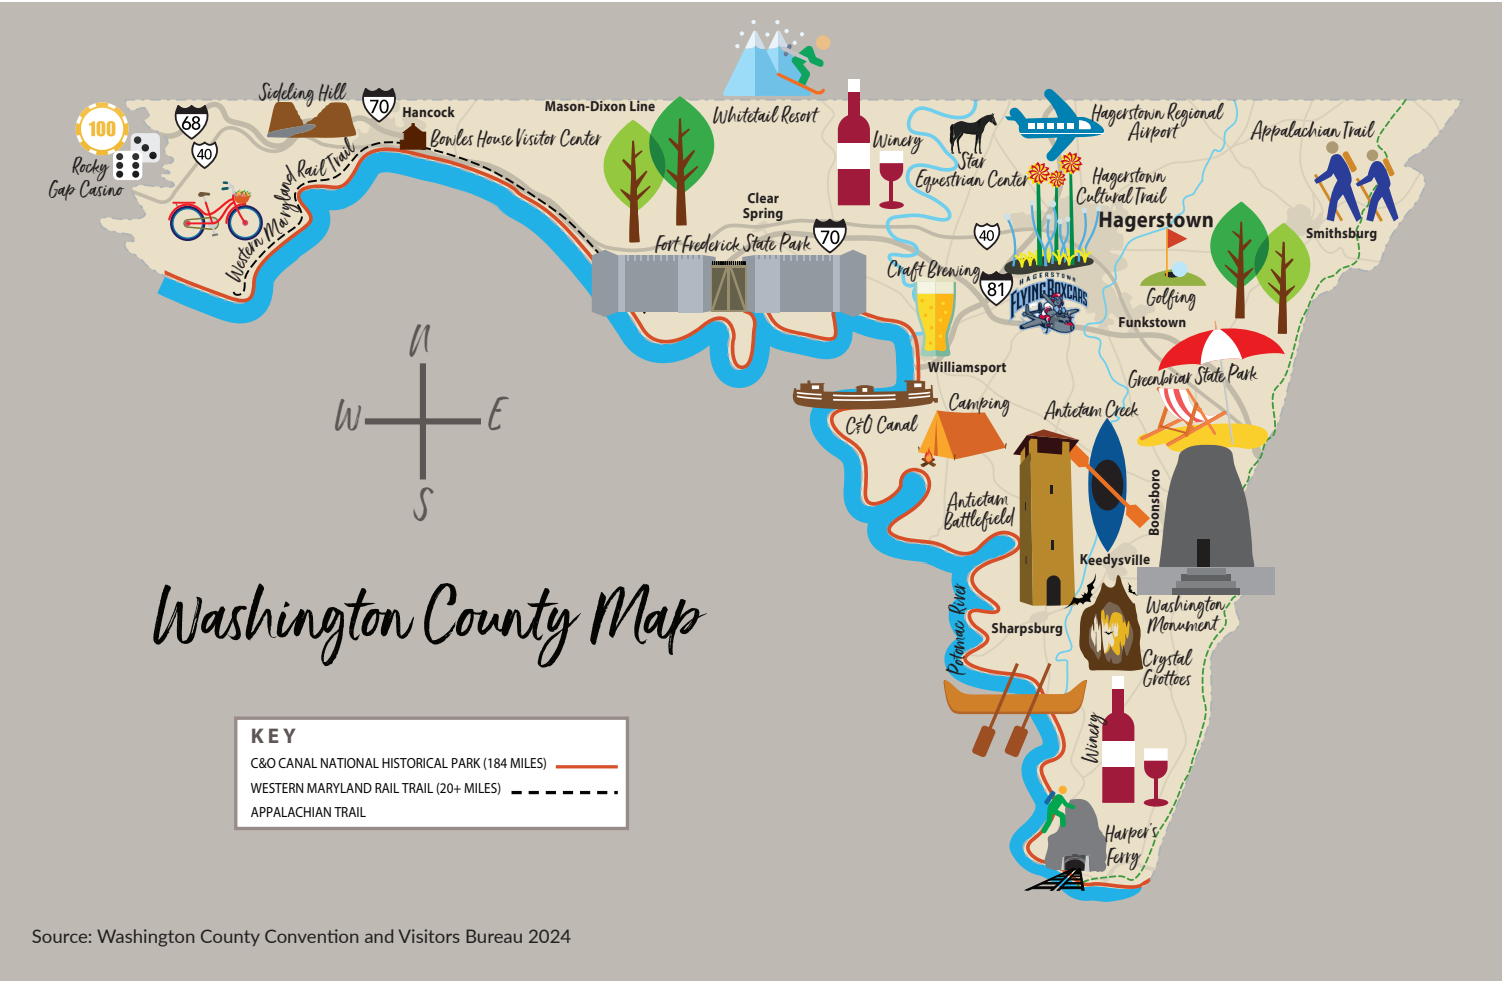 Sideling Hill
70
Hancock
Mason-Dixon Line
Whitetail Resort
100
68
40
Rocky
Gap Casino
Bowles House Visitor Center
Western Maryland Rail Trail
Winery
Star
Equestrian Center
Hagerstown Regional
Airport
Appalachian Trail
Hagerstown
Cultural Trail
Hagerstown
Smithsburg
Clear
Spring
70
Fort Frederick State Park
40
Craft Brewing
81
HAGERSTOWN
FLYING BOXCARS
Golfing
Funkstown
Williamsport
Greenbriar State Park
C&O Canal
Camping
Antietam Creek
Antietam
Battlefield
Boonsboro
Keedysville
Washington
Monument
Potomac River
Sharpsburg
Crystal
Grottoes
Winery
Harper's
Ferry
N
W
E
S
Washington County Map
KEY
C&O CANAL NATIONAL HISTORICAL PARK (184 MILES)
WESTERN MARYLAND RAIL TRAIL (20+ MILES)
APPALACHIAN TRAIL
Source: Washington County Convention and Visitors Bureau 2024